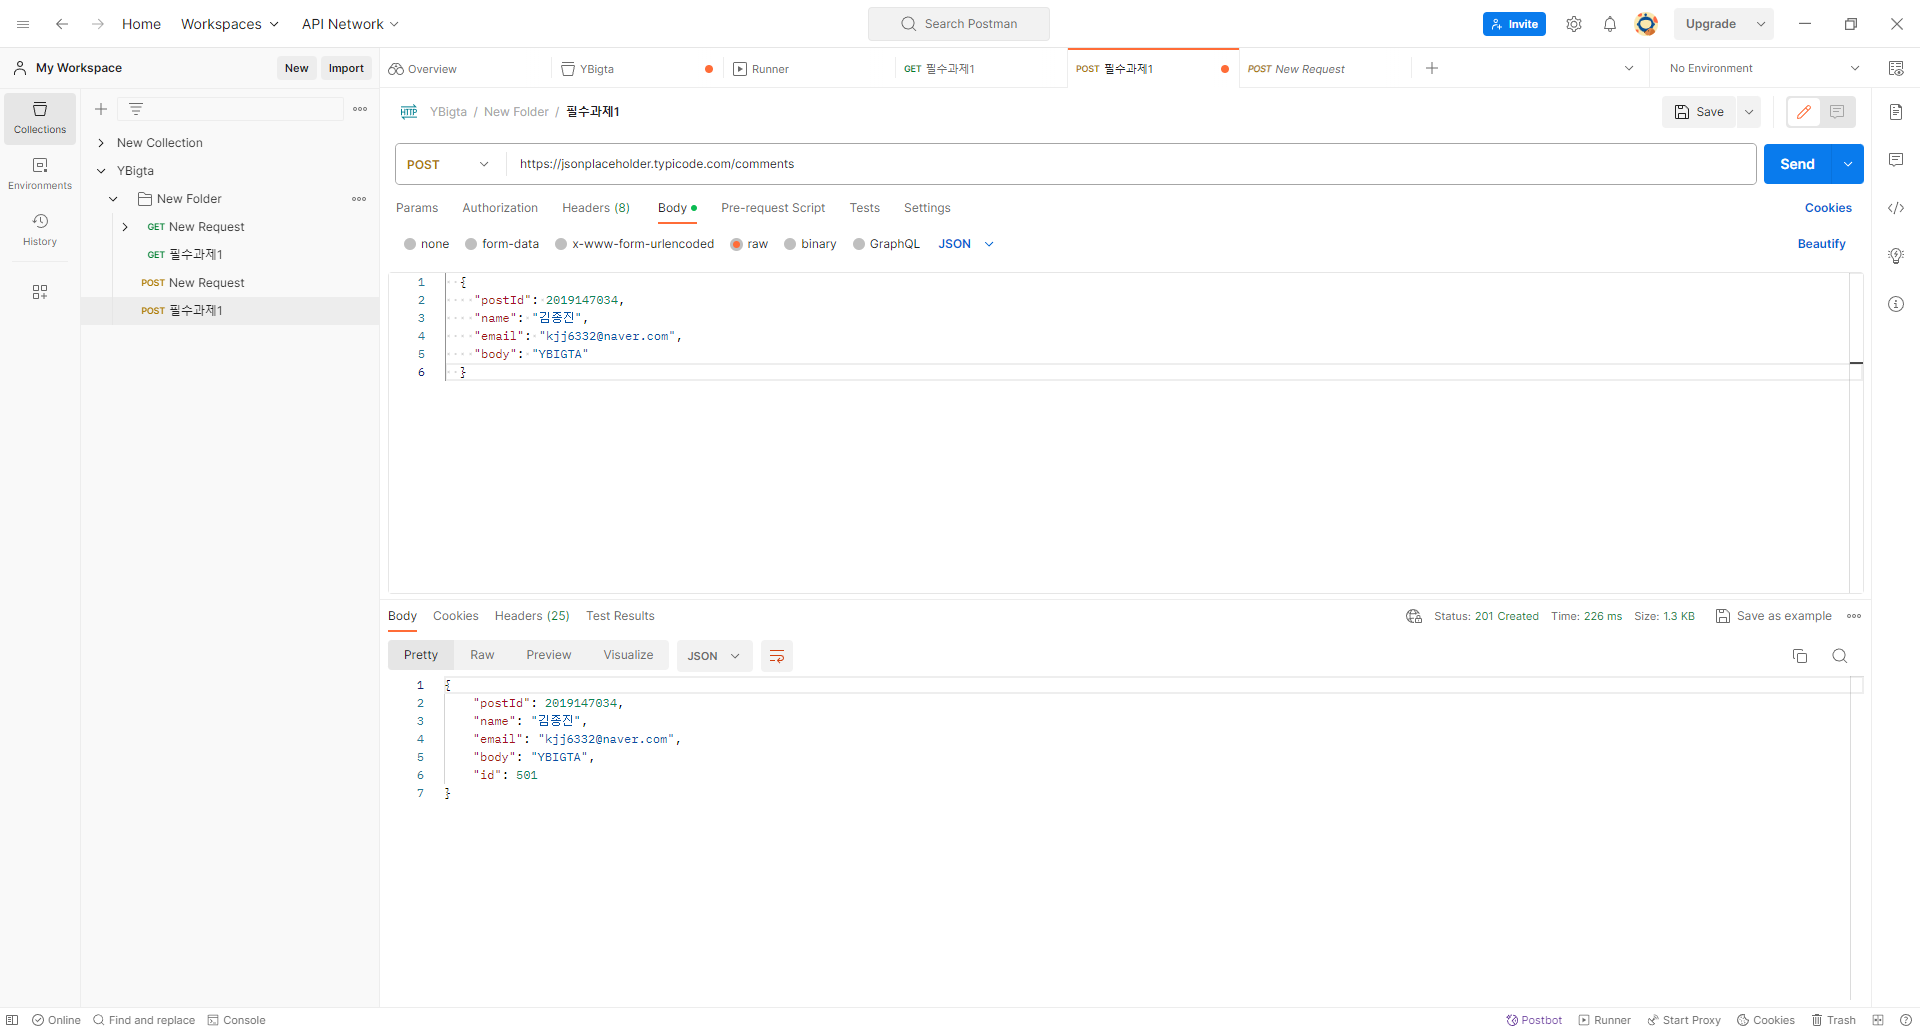 Home Workspaces API Network Search Postman Invite Upgrade
My Workspace New Import Overview YBigta Runner GET 필수과제1 POST 필수과제1 POST New Request No Environment
Collections
Environments
History
New Collection
YBigta
New Folder
GET New Request
GET 필수과제1
POST New Request
POST 필수과제1
HTTP YBigta / New Folder / 필수과제1 Save
POST https://jsonplaceholder.typicode.com/comments Send
Params Authorization Headers (8) Body Pre-request Script Tests Settings Cookies
none form-data x-www-form-urlencoded raw binary GraphQL JSON Beautify
1 {
2 "postId": 2019147034,
3 "name": "김종진",
4 "email": "kjj6332@naver.com",
5 "body": "YBIGTA"
6 }
Body Cookies Headers (25) Test Results Status: 201 Created Time: 226 ms Size: 1.3 KB Save as example
Pretty Raw Preview Visualize JSON
1 {
2 "postId": 2019147034,
3 "name": "김종진",
4 "email": "kjj6332@naver.com",
5 "body": "YBIGTA",
6 "id": 501
7 }
Online Find and replace Console Postbot Runner Start Proxy Cookies Trash